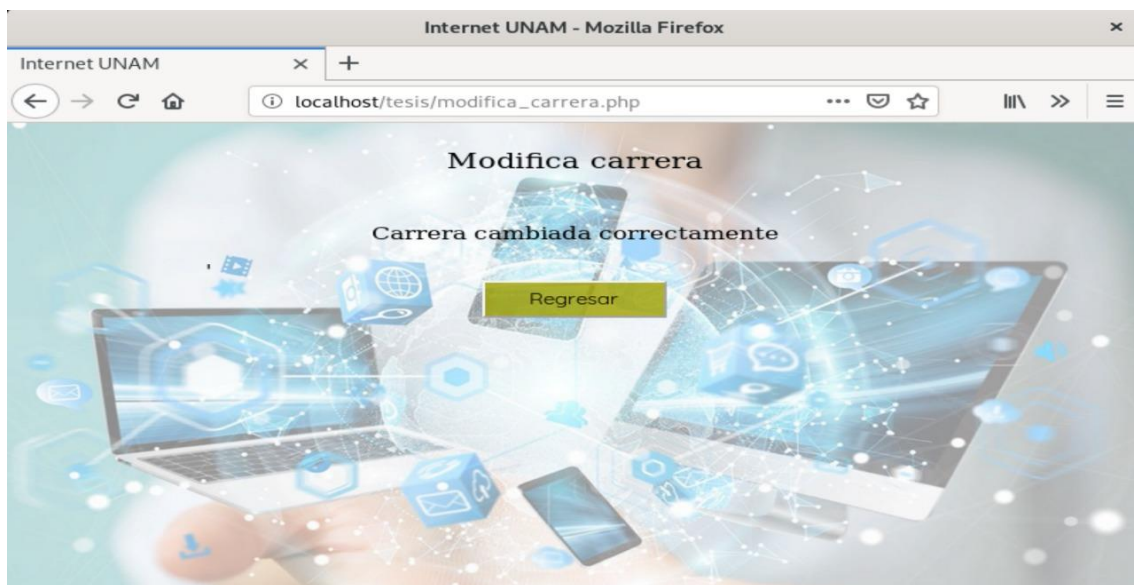 Internet UNAM - Mozilla Firefox
Internet UNAM
localhost/tesis/modifica_carrera.php
Modifica carrera
Carrera cambiada correctamente
Regresar